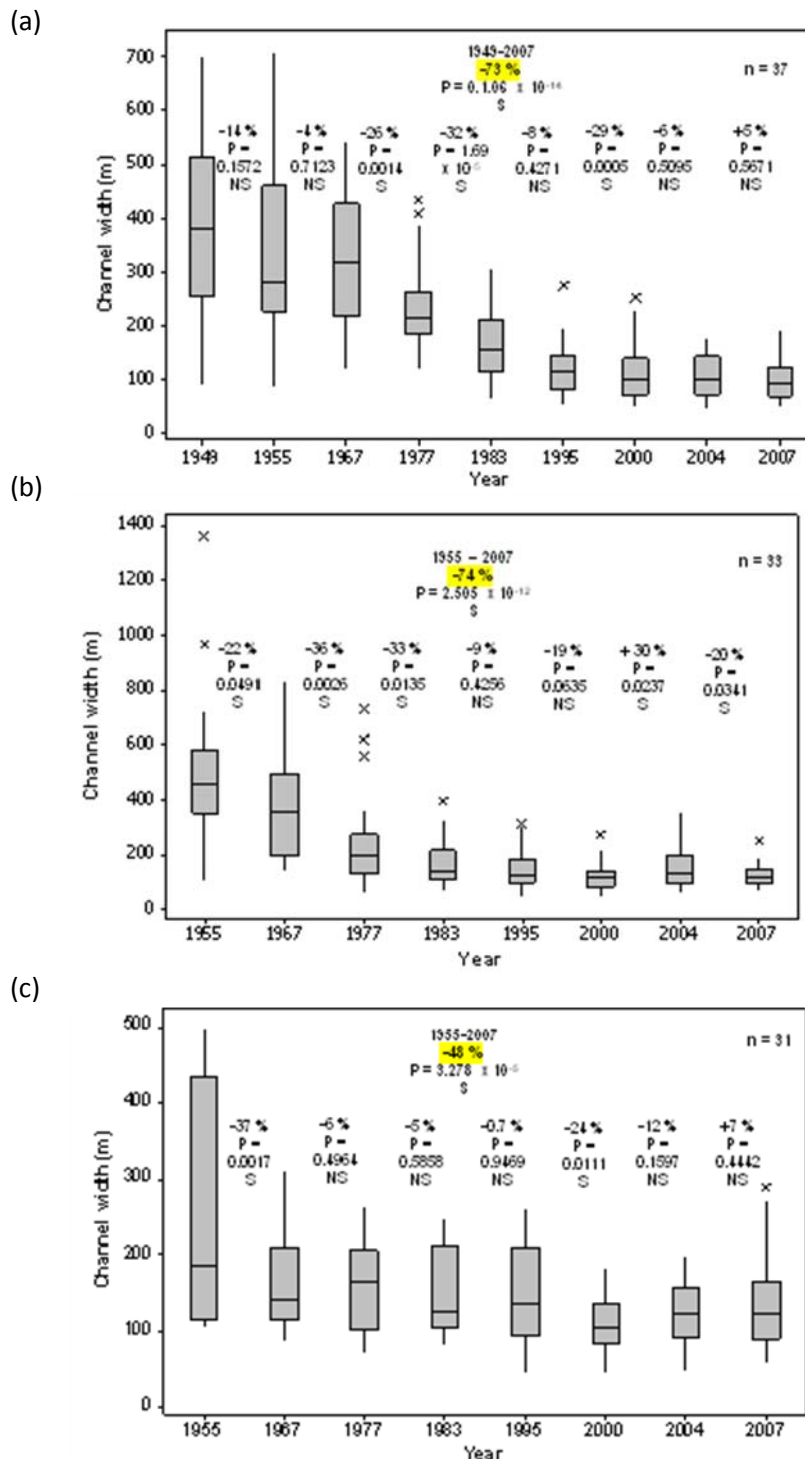 (a)
1949-2007
-73 %
n = 37
S
-14 % -4 % -26 % -32 % -8 % -29 % -6 % +5 %
P = P = P = P = 1.69 P = P = P = P =
0.1572 0.7123 0.0014 0.4271 0.0005 0.5095 0.5671
NS NS S S NS S NS NS
Channel width (m)
700
600
500
400
300
200
100
0
1949 1955 1967 1977 1983 1995 2000 2004 2007
Year
(b)
1955 - 2007
-74 %
n = 33
P = 2.505 x 10-12
S
-22 % -36 % -33 % -9 % -19 % +30 % -20 %
P = P = P = P = P = P = P =
0.0491 0.0026 0.0135 0.4256 0.0635 0.0237 0.0341
S S S NS NS S S
Channel width (m)
1400
1200
1000
800
600
400
200
0
1955 1967 1977 1983 1995 2000 2004 2007
Year
(c)
1955-2007
-48 %
n = 31
S
-37 % -6 % -5 % -0.7 % -24 % -12 % +7 %
P = P = P = P = P = P = P =
0.0017 0.4964 0.5858 0.9469 0.0111 0.1597 0.4442
S NS NS NS S NS NS
Channel width (m)
500
400
300
200
100
0
1955 1967 1977 1983 1995 2000 2004 2007
Year